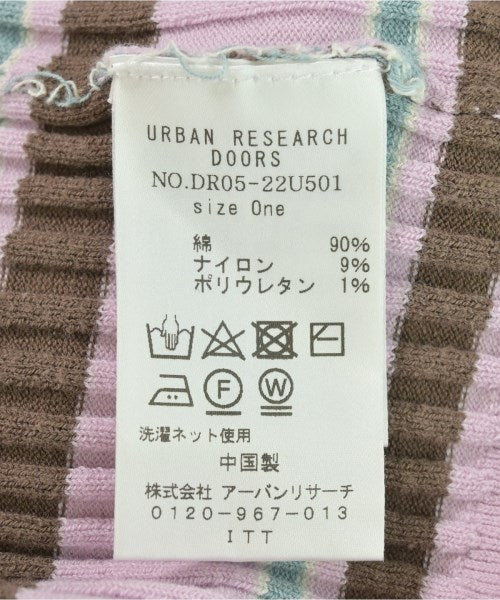 URBAN RESEARCH
DOORS
NO.DR05-22U501
size One
綿 90%
ナイロン 9%
ポリウレタン 1%
F W
洗濯ネット使用
中国製
株式会社 アーバンリサーチ
0120-967-013
ITT